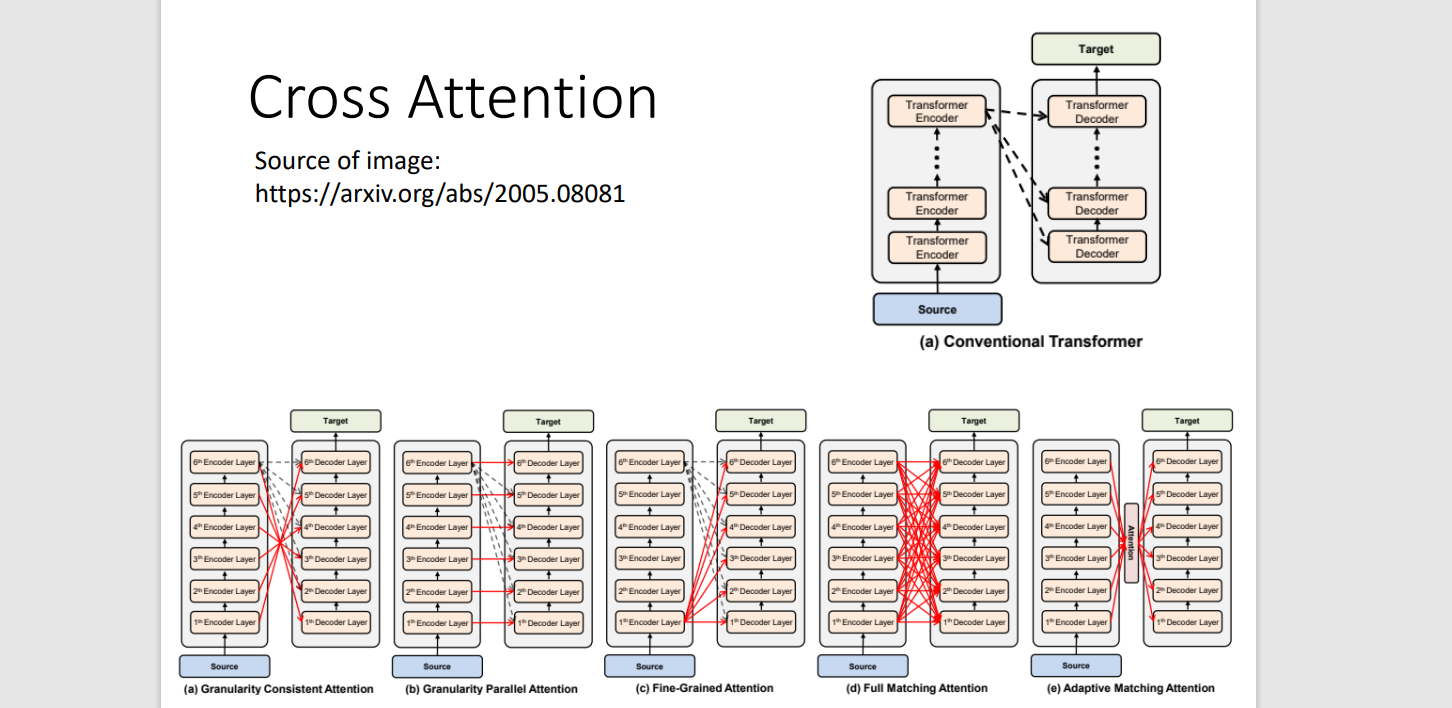 Cross Attention
Source of image:
https://arxiv.org/abs/2005.08081
Target
Transformer
Encoder
Transformer
Decoder
Transformer
Encoder
Transformer
Decoder
Transformer
Encoder
Transformer
Decoder
Source
(a) Conventional Transformer
Target
6th Encoder Layer
6th Decoder Layer
5th Encoder Layer
5th Decoder Layer
4th Encoder Layer
4th Decoder Layer
3th Encoder Layer
3th Decoder Layer
2th Encoder Layer
2th Decoder Layer
1th Encoder Layer
1th Decoder Layer
Source
(a) Granularity Consistent Attention
Target
6th Encoder Layer
6th Decoder Layer
5th Encoder Layer
5th Decoder Layer
4th Encoder Layer
4th Decoder Layer
3th Encoder Layer
3th Decoder Layer
2th Encoder Layer
2th Decoder Layer
1th Encoder Layer
1th Decoder Layer
Source
(b) Granularity Parallel Attention
Target
6th Encoder Layer
6th Decoder Layer
5th Encoder Layer
5th Decoder Layer
4th Encoder Layer
4th Decoder Layer
3th Encoder Layer
3th Decoder Layer
2th Encoder Layer
2th Decoder Layer
1th Encoder Layer
1th Decoder Layer
Source
(c) Fine-Grained Attention
Target
6th Encoder Layer
6th Decoder Layer
5th Encoder Layer
5th Decoder Layer
4th Encoder Layer
4th Decoder Layer
3th Encoder Layer
3th Decoder Layer
2th Encoder Layer
2th Decoder Layer
1th Encoder Layer
1th Decoder Layer
Source
(d) Full Matching Attention
Target
6th Encoder Layer
6th Decoder Layer
5th Encoder Layer
5th Decoder Layer
4th Encoder Layer
4th Decoder Layer
3th Encoder Layer
3th Decoder Layer
2th Encoder Layer
2th Decoder Layer
1th Encoder Layer
1th Decoder Layer
Attention
Source
(e) Adaptive Matching Attention